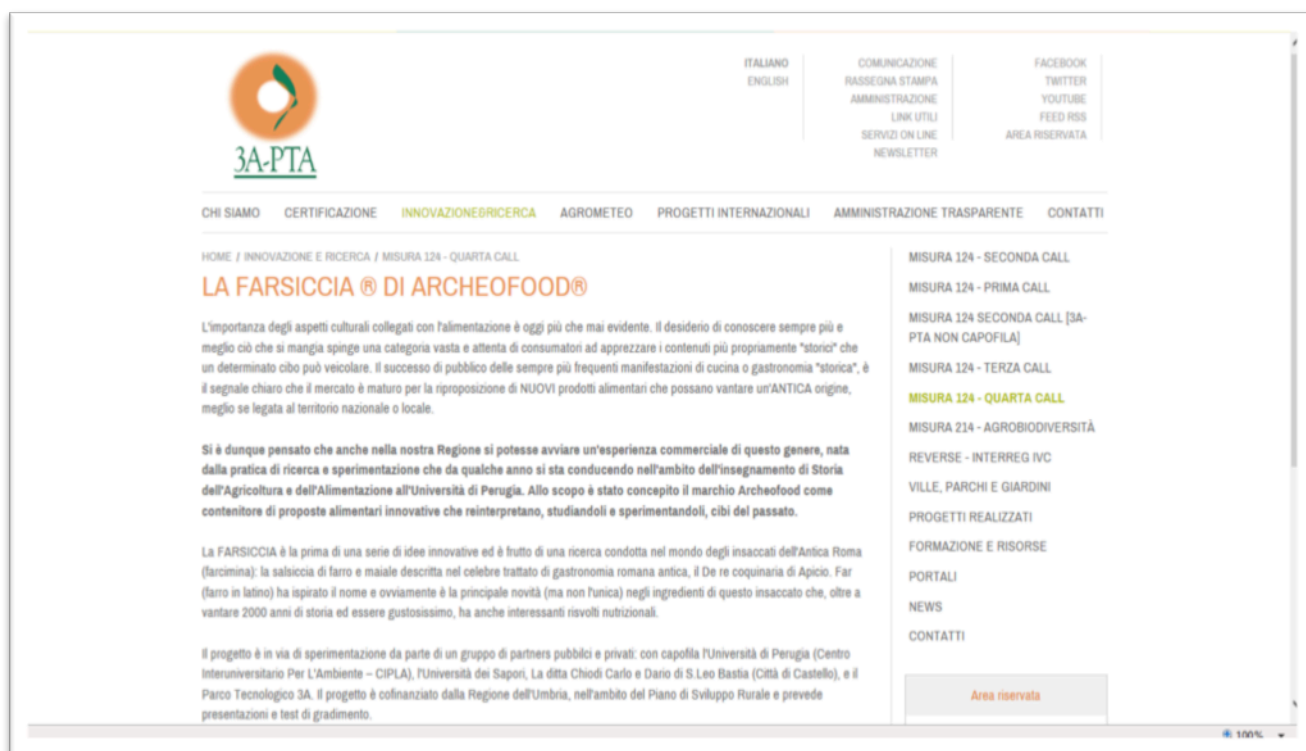 3A-PTA
ITALIANO
ENGLISH
COMUNICAZIONE
RASSEGNA STAMPA
AMMINISTRAZIONE
LINK UTILI
SERVIZI ON LINE
NEWSLETTER
FACEBOOK
TWITTER
YOUTUBE
FEED RSS
AREA RISERVATA
CHI SIAMO CERTIFICAZIONE INNOVAZIONE&RICERCA AGROMETEO PROGETTI INTERNAZIONALI AMMINISTRAZIONE TRASPARENTE CONTATTI
HOME / INNOVAZIONE E RICERCA / MISURA 124 - QUARTA CALL
LA FARSICCIA ® DI ARCHEOFOOD®
L'importanza degli aspetti culturali collegati con l'alimentazione è oggi più che mai evidente. Il desiderio di conoscere sempre più e
meglio ciò che si mangia spinge una categoria vasta e attenta di consumatori ad apprezzare i contenuti più propriamente "storici" che
un determinato cibo può veicolare. Il successo di pubblico delle sempre più frequenti manifestazioni di cucina o gastronomia "storica", è
il segnale chiaro che il mercato è maturo per la riproposizione di NUOVI prodotti alimentari che possano vantare un'ANTICA origine,
meglio se legata al territorio nazionale o locale.
Si è dunque pensato che anche nella nostra Regione si potesse avviare un'esperienza commerciale di questo genere, nata
dalla pratica di ricerca e sperimentazione che da qualche anno si sta conducendo nell'ambito dell'insegnamento di Storia
dell'Agricoltura e dell'Alimentazione all'Università di Perugia. Allo scopo è stato concepito il marchio Archeofood come
contenitore di proposte alimentari innovative che reinterpretano, studiandoli e sperimentandoli, cibi del passato.
La FARSICCIA è la prima di una serie di idee innovative ed è frutto di una ricerca condotta nel mondo degli insaccati dell'Antica Roma
(farcimina): la salsiccia di farro e maiale descritta nel celebre trattato di gastronomia romana antica, il De re coquinaria di Apicio. Far
(farro in latino) ha ispirato il nome e ovviamente è la principale novità (ma non l'unica) negli ingredienti di questo insaccato che, oltre a
vantare 2000 anni di storia ed essere gustosissimo, ha anche interessanti risvolti nutrizionali.
Il progetto è in via di sperimentazione da parte di un gruppo di partners pubblici e privati: con capofila l'Università di Perugia (Centro
Interuniversitario Per L'Ambiente – CIPLA), l'Università dei Sapori, La ditta Chiodi Carlo e Dario di S.Leo Bastia (Città di Castello), e il
Parco Tecnologico 3A. Il progetto è cofinanziato dalla Regione dell'Umbria, nell'ambito del Piano di Sviluppo Rurale e prevede
presentazioni e test di gradimento.
MISURA 124 - SECONDA CALL
MISURA 124 - PRIMA CALL
MISURA 124 SECONDA CALL [3A-
PTA NON CAPOFILA]
MISURA 124 - TERZA CALL
MISURA 124 - QUARTA CALL
MISURA 214 - AGROBIODIVERSITÀ
REVERSE - INTERREG IVC
VILLE, PARCHI E GIARDINI
PROGETTI REALIZZATI
FORMAZIONE E RISORSE
PORTALI
NEWS
CONTATTI
Area riservata
100%